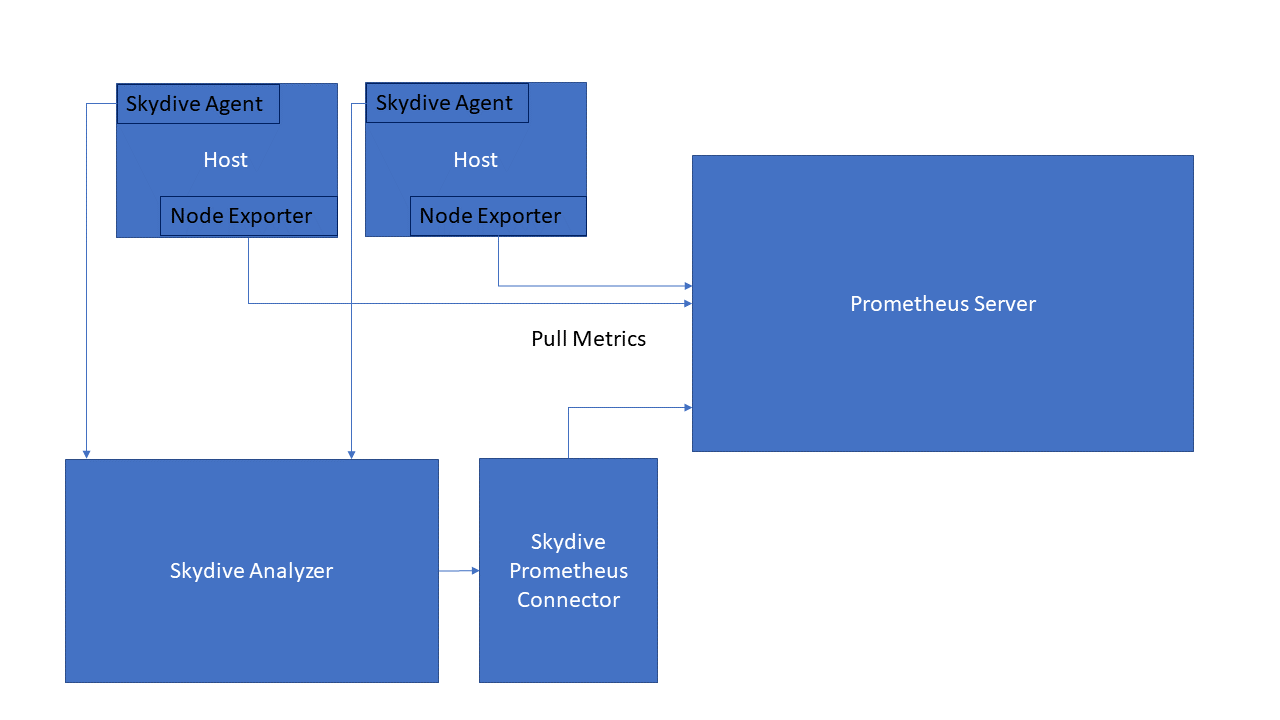 Skydive Agent
Host
Node Exporter
Skydive Agent
Host
Node Exporter
Prometheus Server
Pull Metrics
Skydive Analyzer
Skydive
Prometheus
Connector